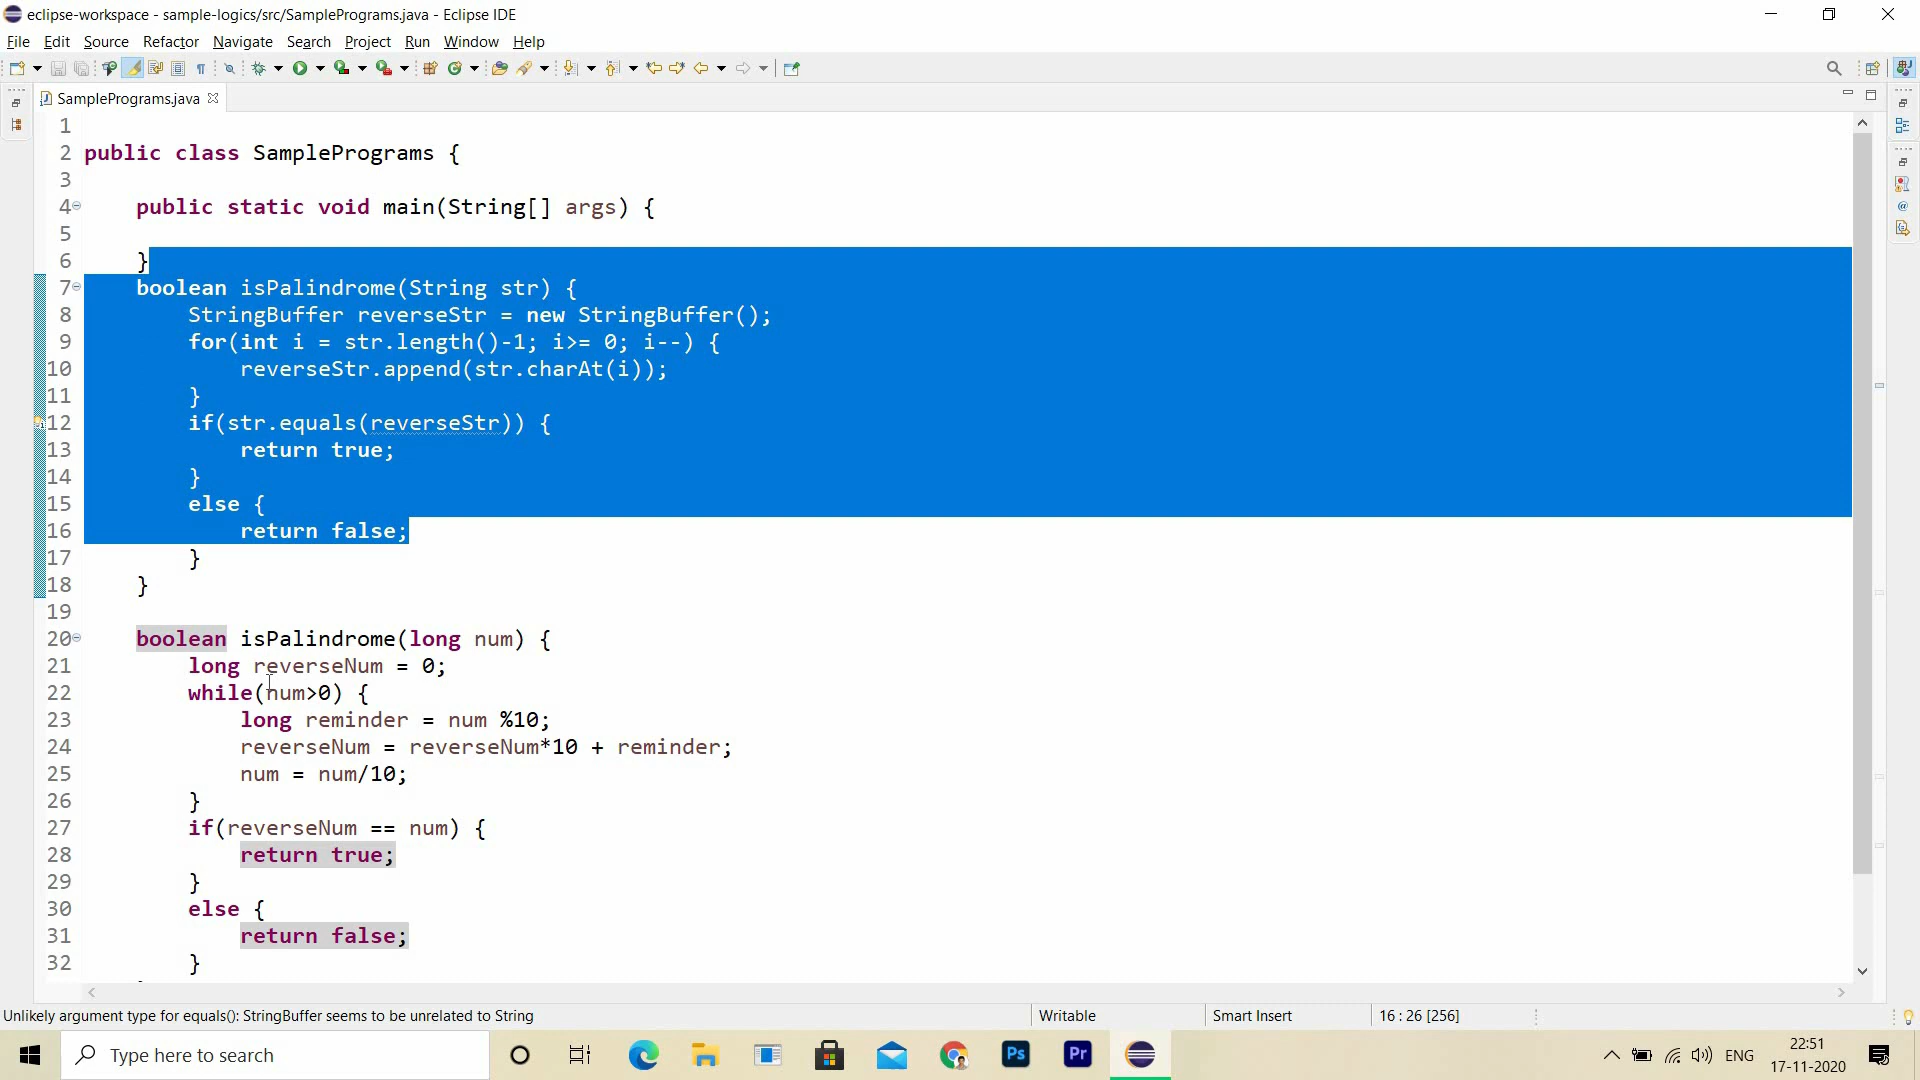 eclipse-workspace - sample-logics/src/SamplePrograms.java - Eclipse IDE
File Edit Source Refactor Navigate Search Project Run Window Help
SamplePrograms.java
1
2 public class SamplePrograms {
3
4 public static void main(String[] args) {
5
6 }
7 boolean isPalindrome(String str) {
8 StringBuffer reverseStr = new StringBuffer();
9 for(int i = str.length()-1; i>= 0; i--) {
10 reverseStr.append(str.charAt(i));
11 }
12 if(str.equals(reverseStr)) {
13 return true;
14 }
15 else {
16 return false;
17 }
18 }
19
20 boolean isPalindrome(long num) {
21 long reverseNum = 0;
22 while(num>0) {
23 long reminder = num %10;
24 reverseNum = reverseNum*10 + reminder;
25 num = num/10;
26 }
27 if(reverseNum == num) {
28 return true;
29 }
30 else {
31 return false;
32 }
Unlikely argument type for equals(): StringBuffer seems to be unrelated to String Writable Smart Insert 16 : 26 [256]
Type here to search Ps Pr ENG 22:51
17-11-2020